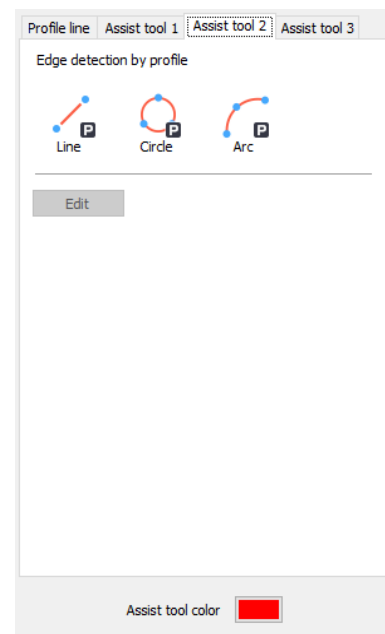 Profile line Assist tool 1 Assist tool 2 Assist tool 3
Edge detection by profile
P P P
Line Circle Arc
Edit
Assist tool color